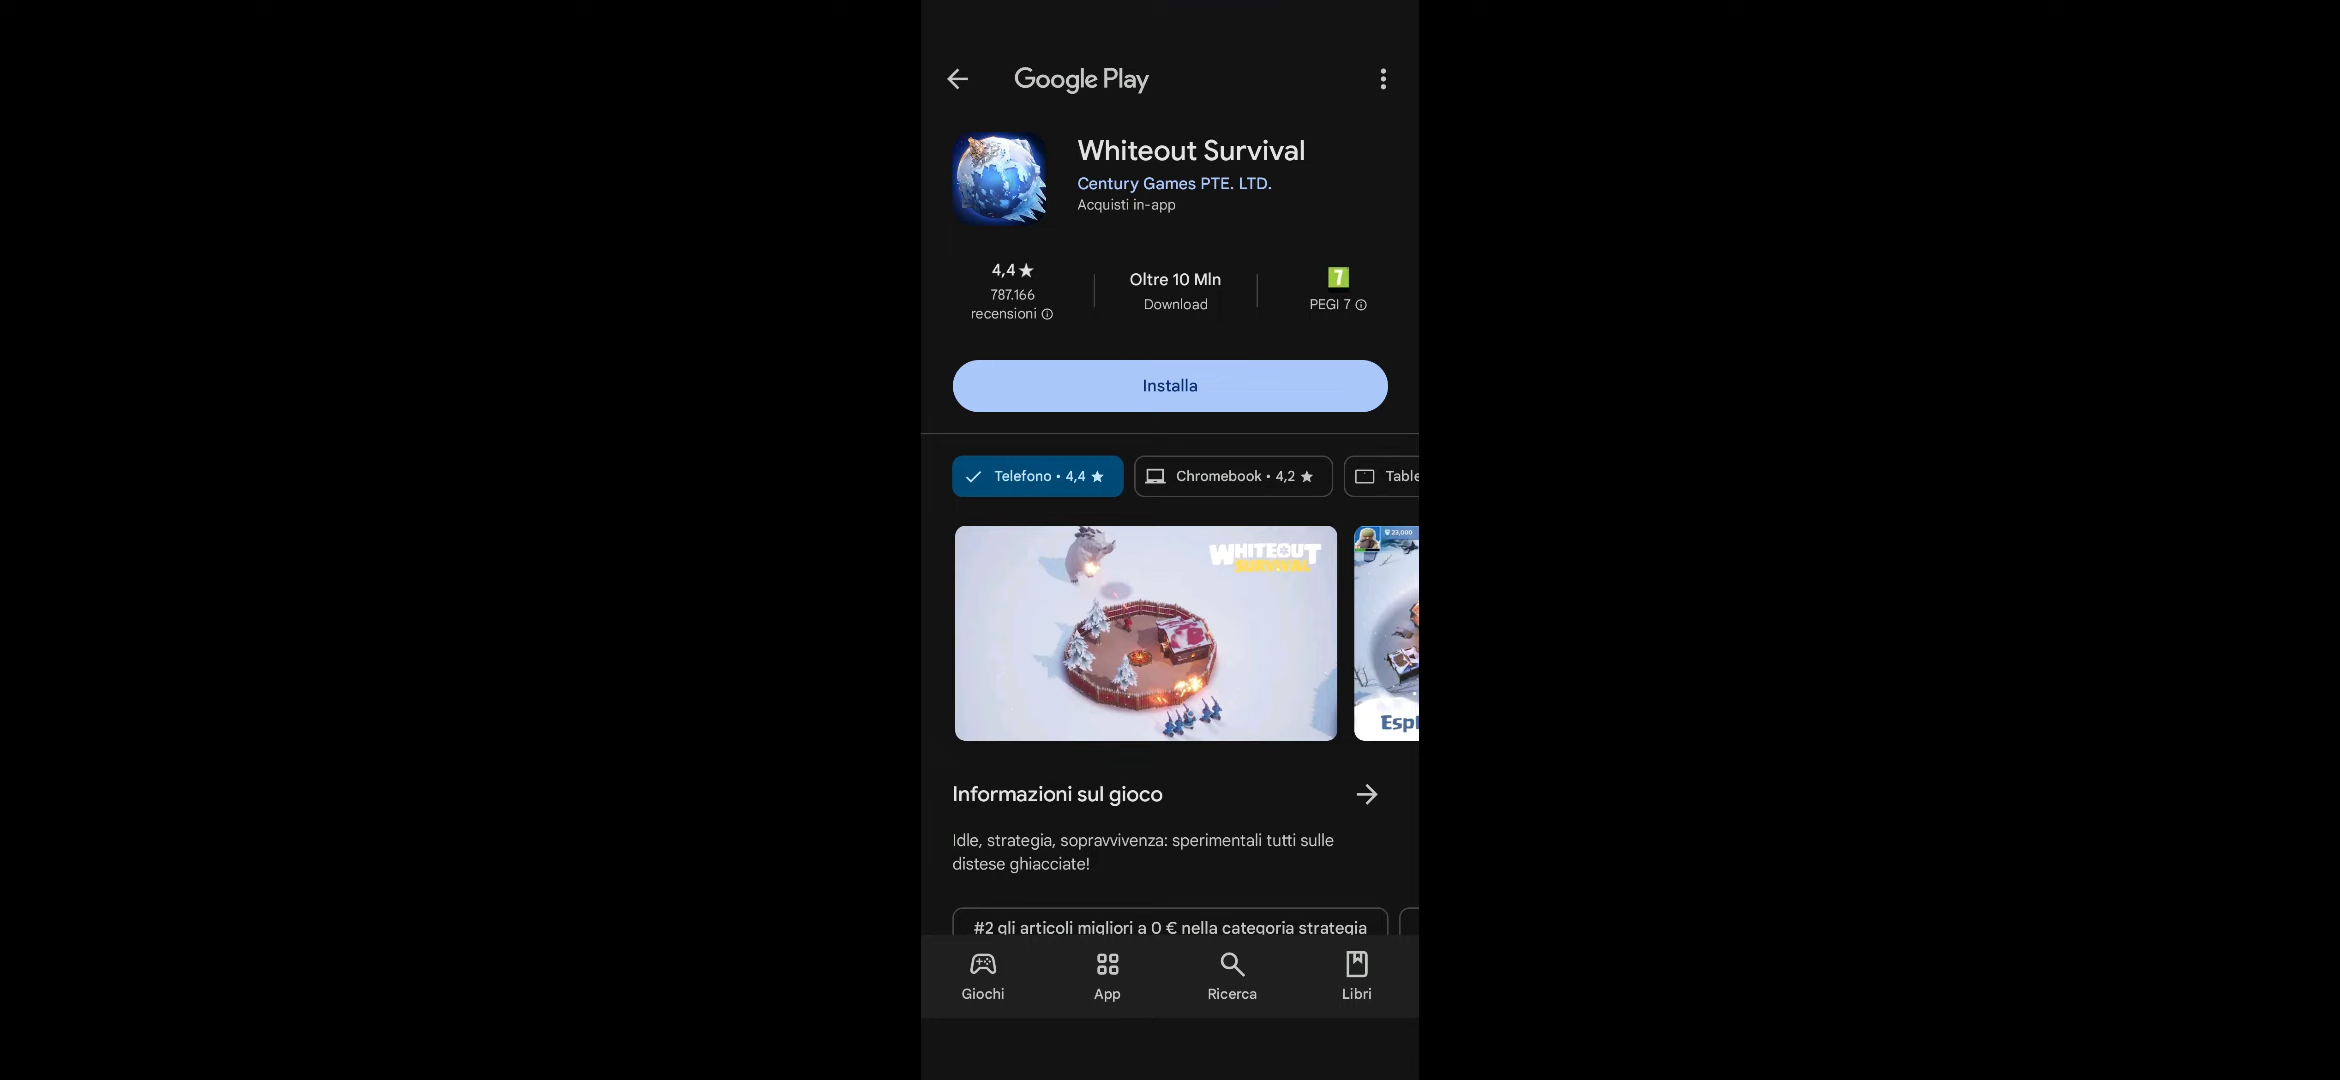 Google Play
Whiteout Survival
Century Games PTE. LTD.
Acquisti in-app
4,4★
787.166
recensioni
Oltre 10 Mln
Download
7
PEGI 7
Installa
Telefono • 4,4 ★
Chromebook • 4,2 ★
Table
WHITEOUT
SURVIVAL
23,000
Espl
Informazioni sul gioco
Idle, strategia, sopravvivenza: sperimentali tutti sulle
distese ghiacciate!
#2 gli articoli migliori a 0 € nella categoria strategia
Giochi
App
Ricerca
Libri